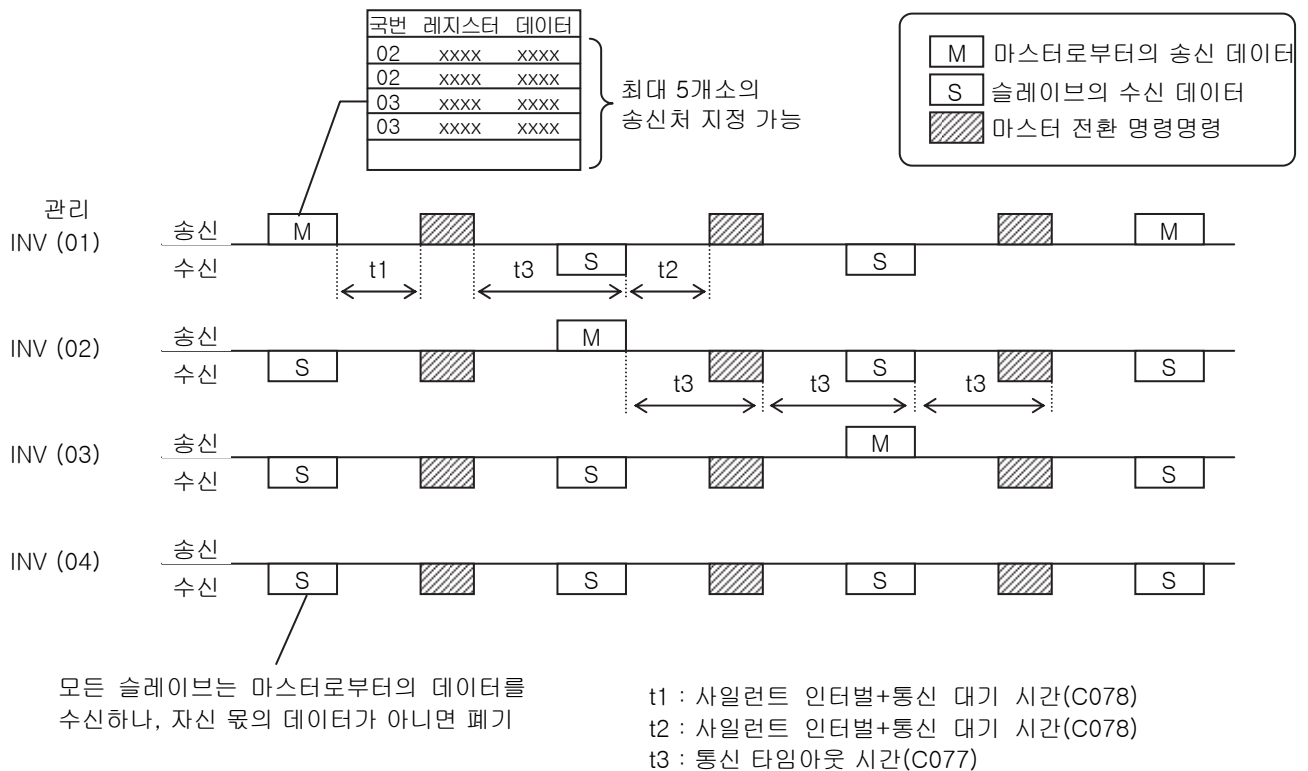 국번 레지스터 데이터
02 xxxx xxxx
02 xxxx xxxx
03 xxxx xxxx
03 xxxx xxxx
최대 5개소의
송신처 지정 가능
M 마스터로부터의 송신 데이터
S 슬레이브의 수신 데이터
마스터 전환 명령명령
관리
INV (01)
송신
수신
M
M
S
S
t1
t3
t2
INV (02)
송신
수신
M
S
S
S
t3
t3
t3
INV (03)
송신
수신
M
S
S
S
INV (04)
송신
수신
S
S
S
S
모든 슬레이브는 마스터로부터의 데이터를
수신하나, 자신 몫의 데이터가 아니면 폐기
t1 : 사일런트 인터벌+통신 대기 시간(C078)
t2 : 사일런트 인터벌+통신 대기 시간(C078)
t3 : 통신 타임아웃 시간(C077)